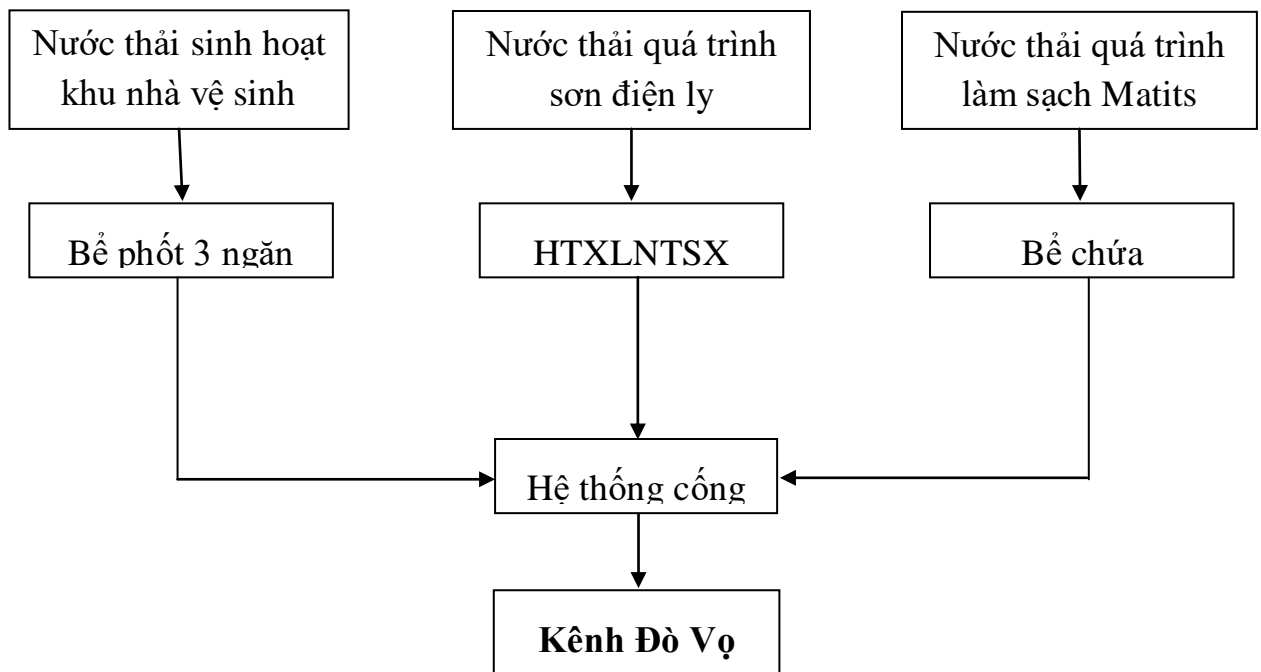 Nước thải sinh hoạt
khu nhà vệ sinh
Nước thải quá trình
sơn điện ly
Nước thải quá trình
làm sạch Matits
Bể phốt 3 ngăn
HTXLNTSX
Bể chứa
Hệ thống cống
Kênh Đò Vọ